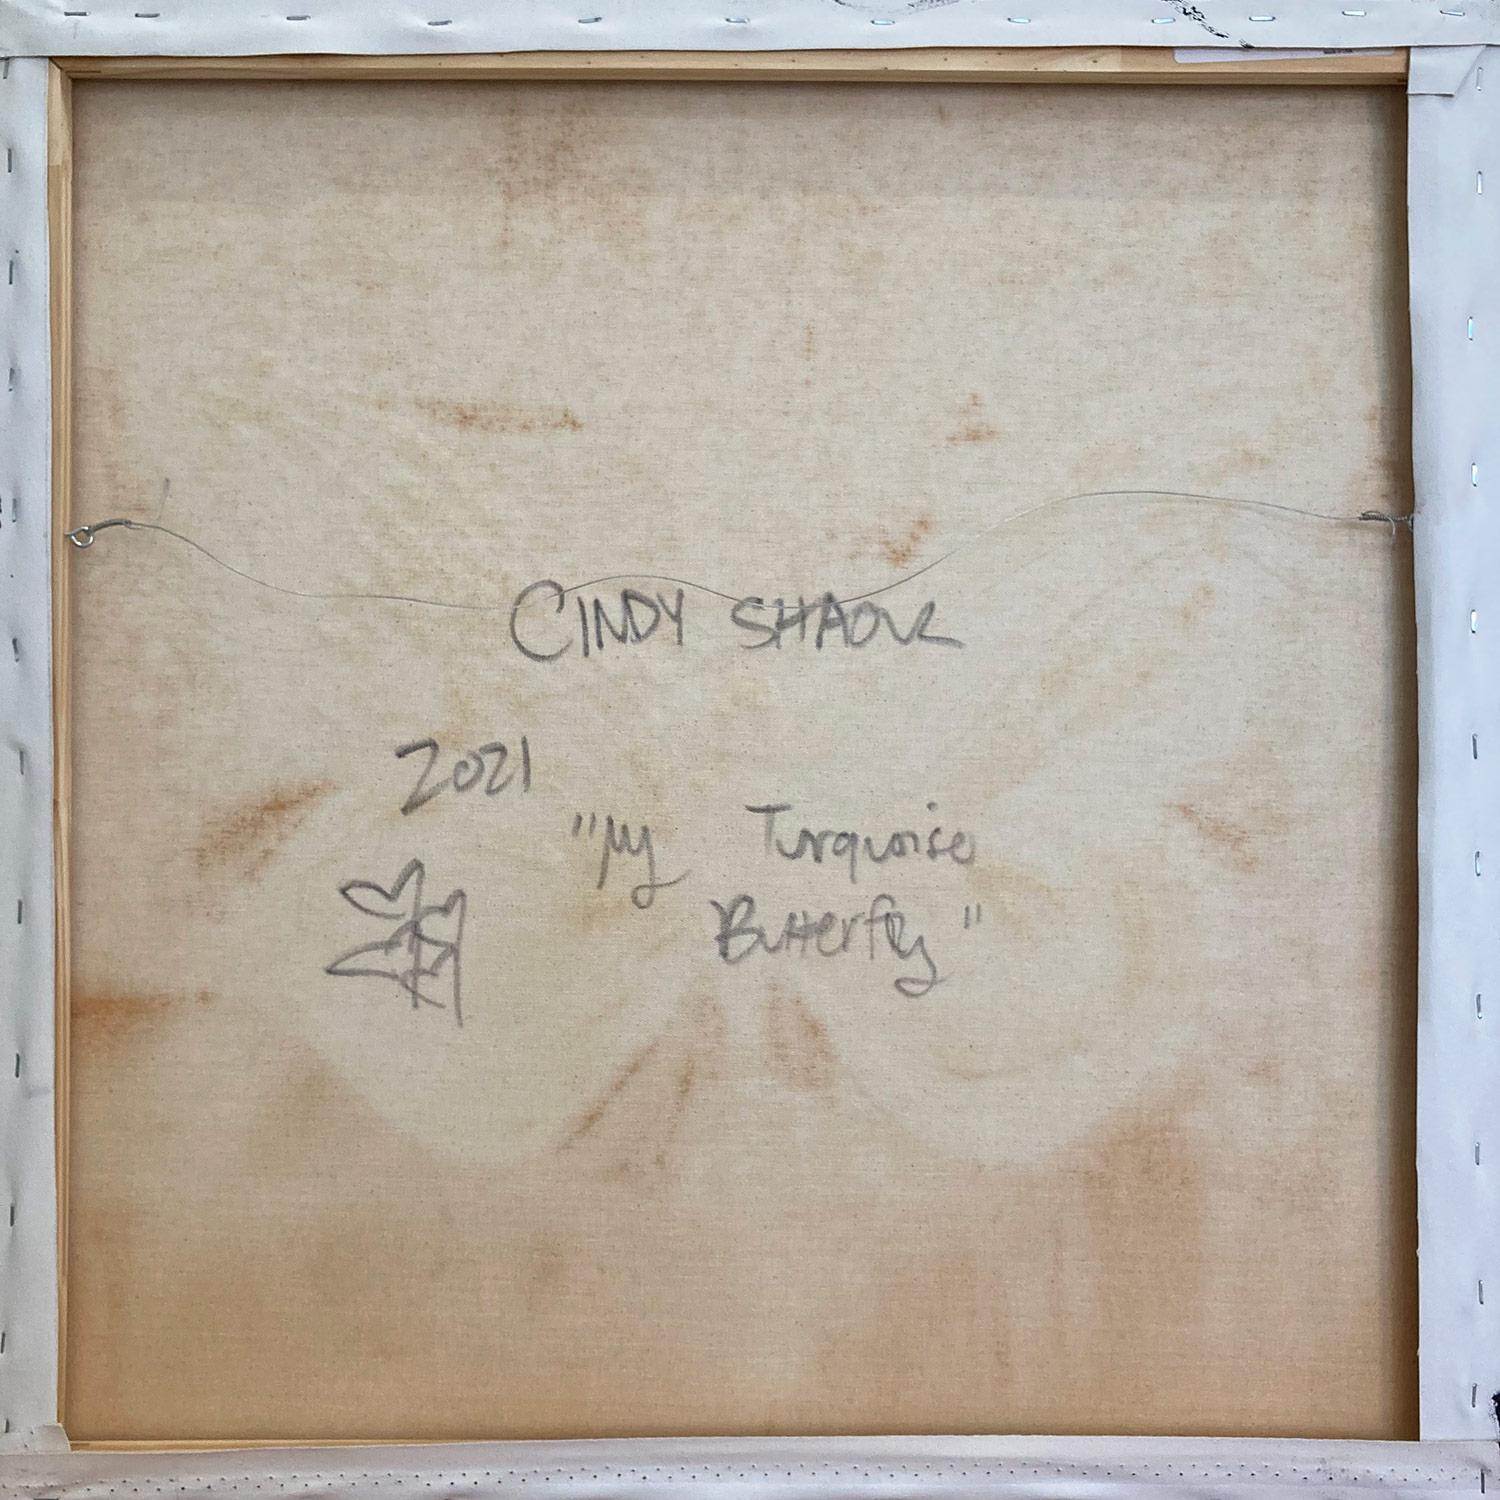 CINDY SHAOUL
2021
"My Turquoise
Butterfly"